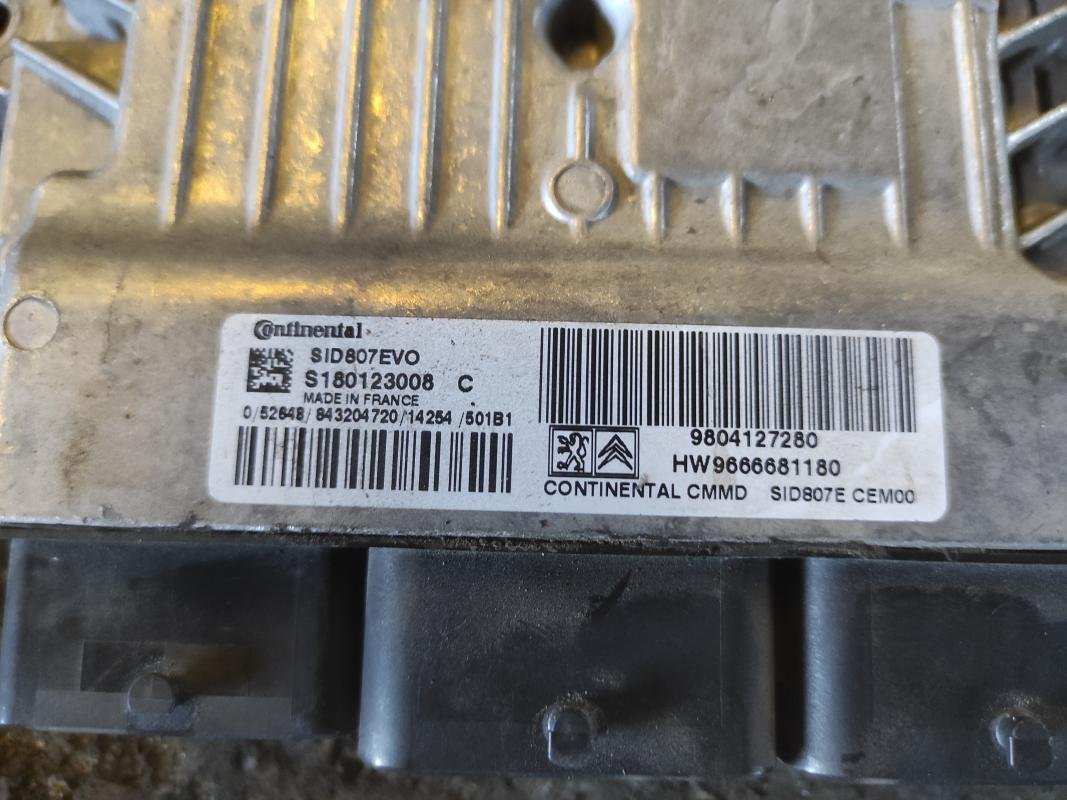 Continental
SID807EVO
S180123008 C
MADE IN FRANCE
0/52648/843204720/14254/501B1
9804127280
HW9666681180
CONTINENTAL CMMD SID807E CEM00